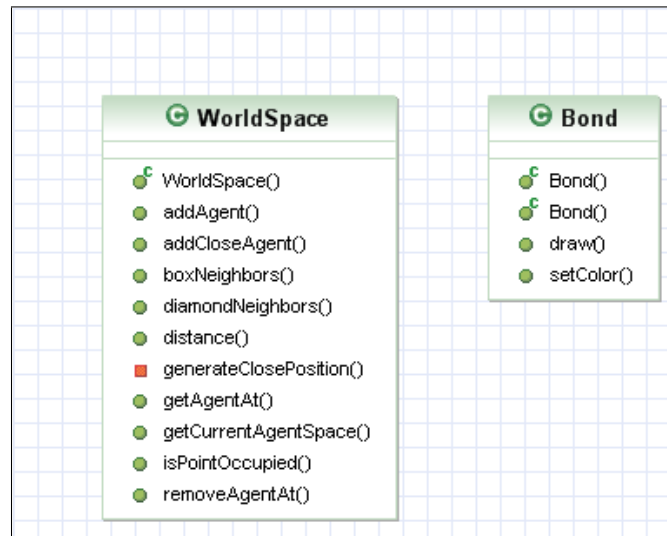 WorldSpace
WorldSpace()
addAgent()
addCloseAgent()
boxNeighbors()
diamondNeighbors()
distance()
generateClosePosition()
getAgentAt()
getCurrentAgentSpace()
isPointOccupied()
removeAgentAt()
Bond
Bond()
Bond()
draw()
setColor()